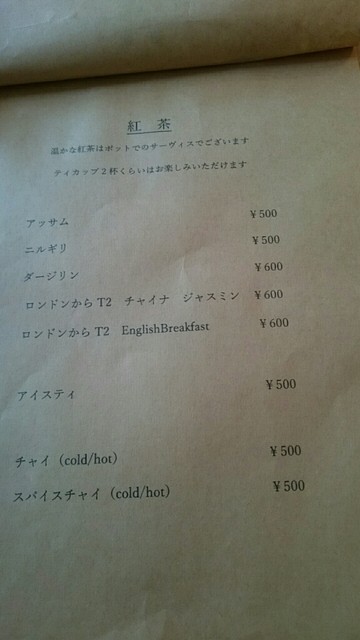 紅　茶
温かな紅茶はポットでのサーヴィスでございます
ティカップ２杯くらいはお楽しみいただけます
アッサム　￥500
ニルギリ　￥500
ダージリン　￥600
ロンドンから T2　チャイナ　ジャスミン　￥600
ロンドンから T2　EnglishBreakfast　￥600
アイスティ　￥500
チャイ（cold/hot）　￥500
スパイスチャイ（cold/hot）　￥500